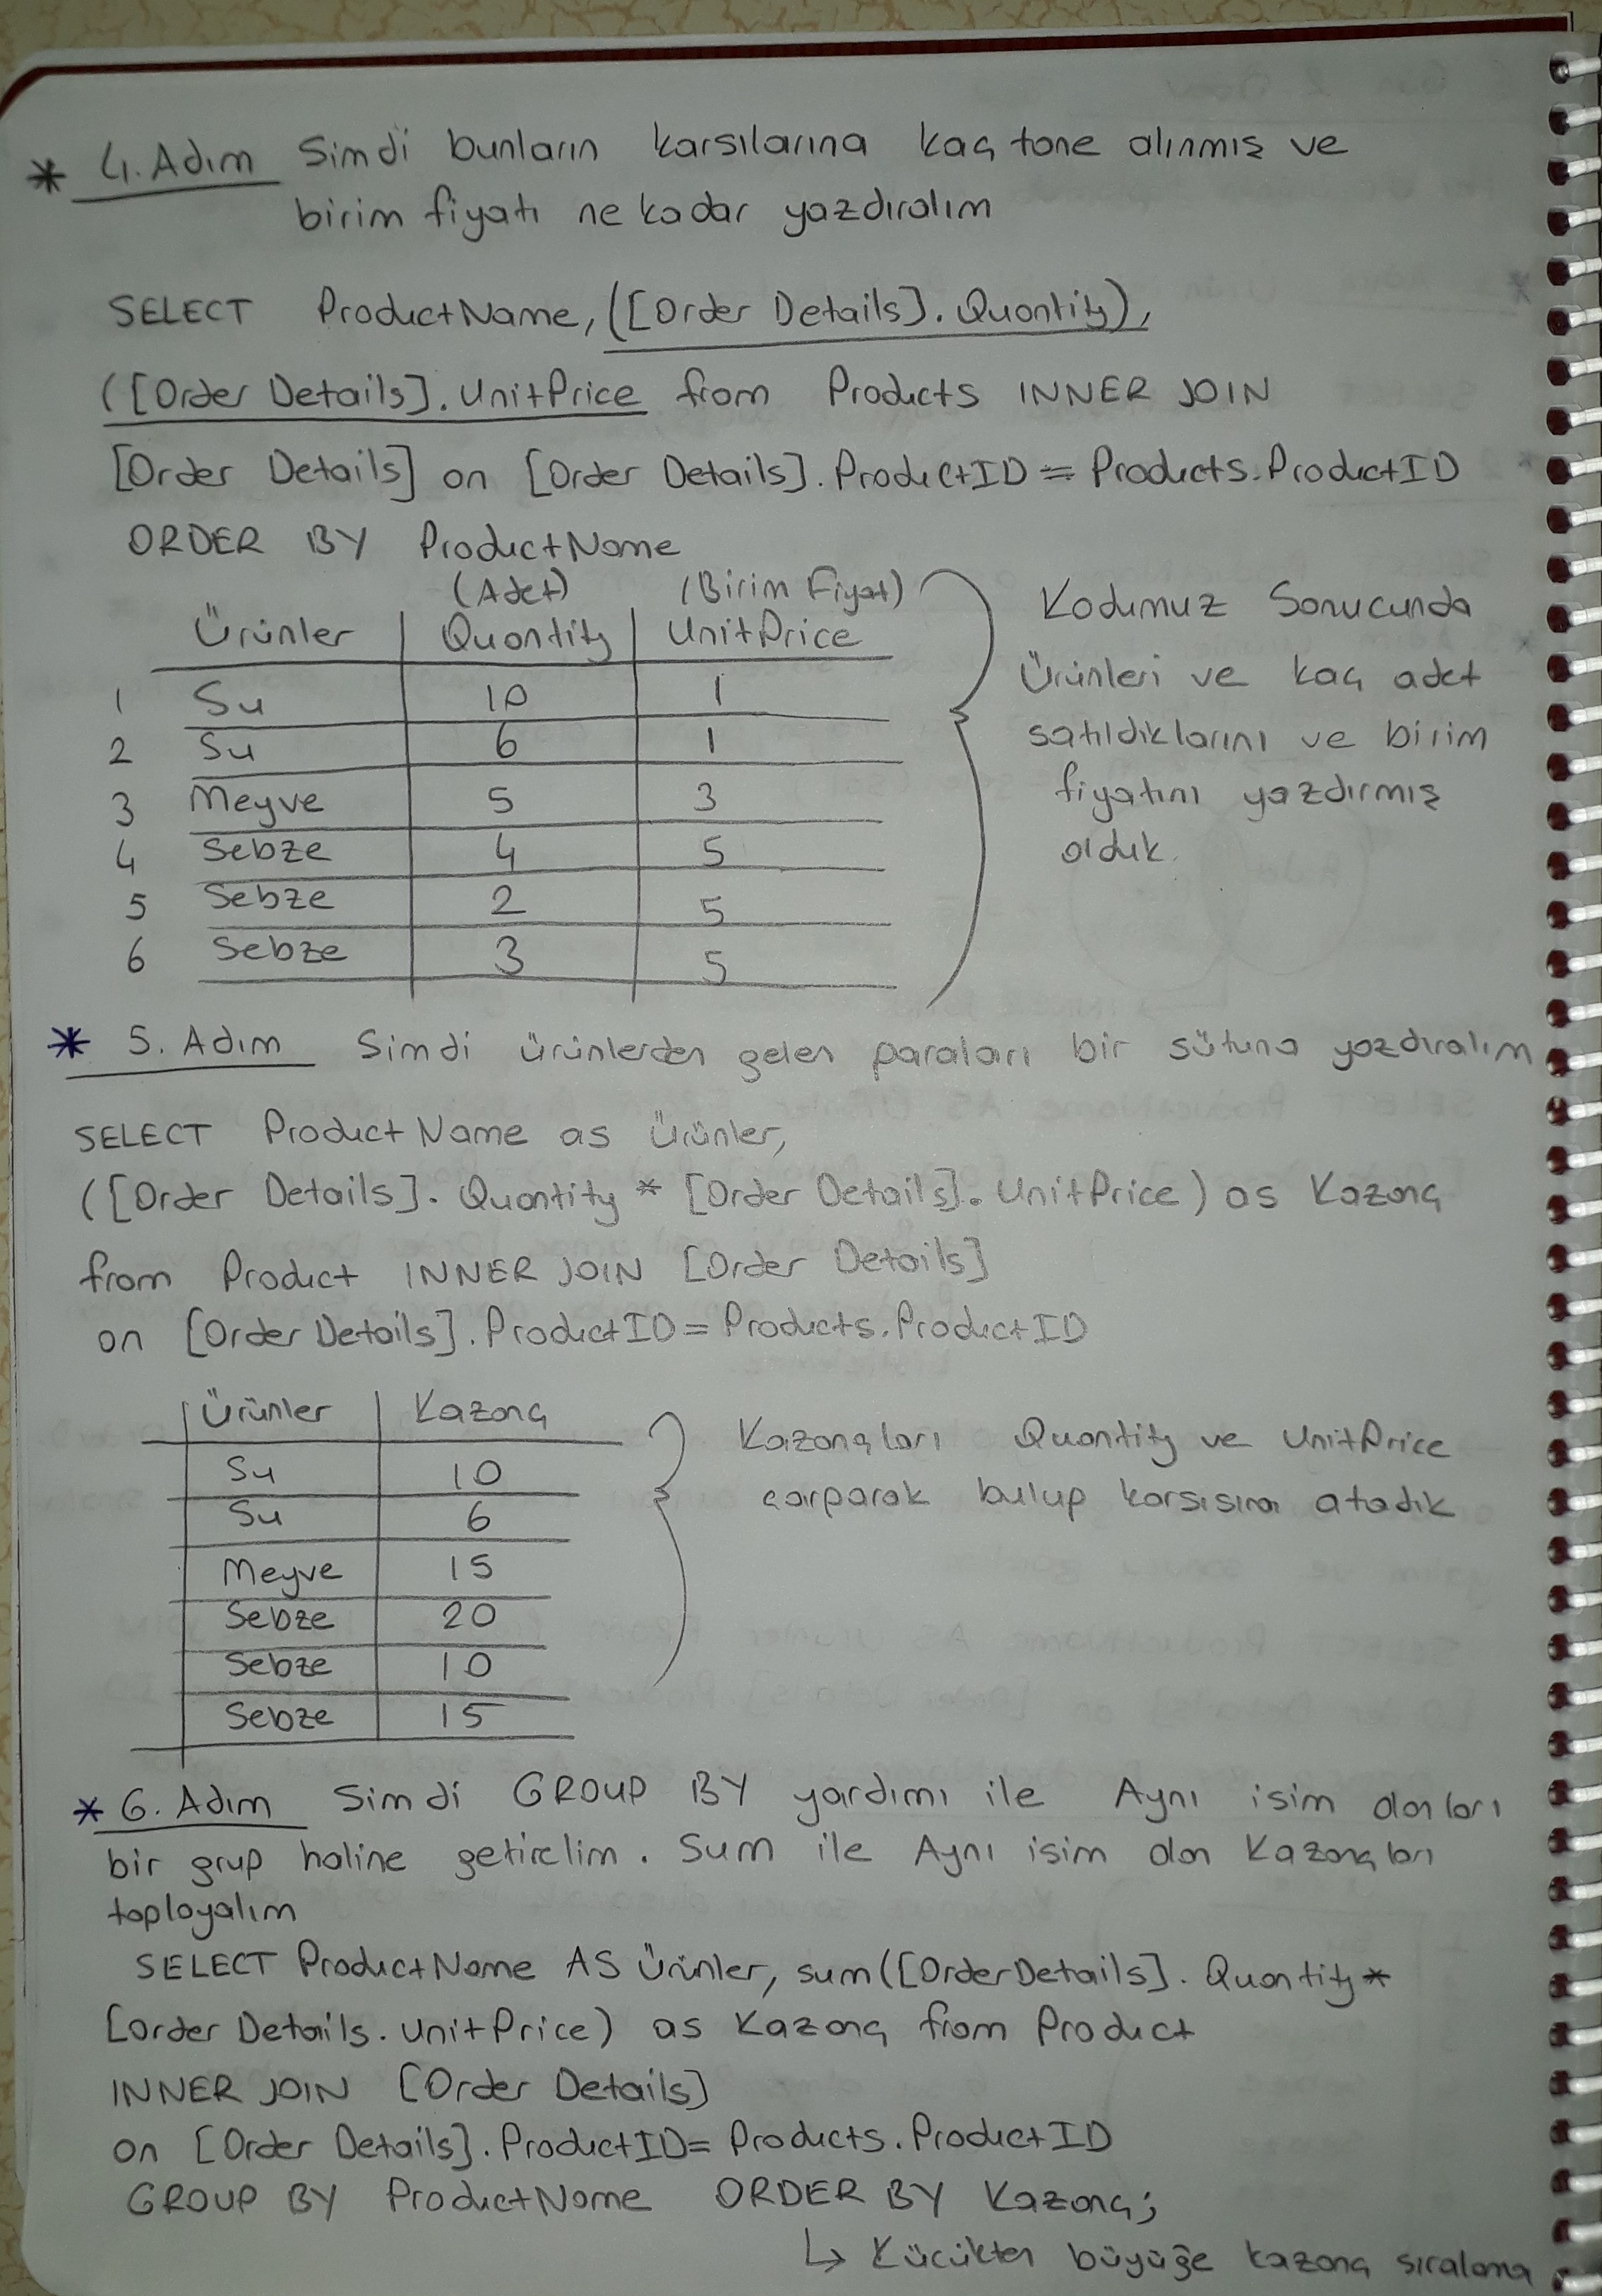 * 4. Adım Simdi bunların karsılarına kaç tane alınmış ve
birim fiyatı ne kadar yazdıralım
SELECT ProductName, ([Order Details]. Quantity),
([Order Details]. UnitPrice from Products INNER JOIN
[Order Details] on [Order Details]. ProductID = Products. ProductID
ORDER BY ProductName
(Adet) (Birim Fiyat)
Ürünler Quantity UnitPrice
1 Su 10 1
2 Su 6 1
3 Meyve 5 3
4 Sebze 4 5
5 Sebze 2 5
6 Sebze 3 5
Kodumuz Sonucunda
Ürünleri ve kaç adet
satıldıklarını ve birim
fiyatını yazdırmış
olduk.
* 5. Adım Simdi ürünlerden gelen paraları bir sütuna yazdıralım
SELECT ProductName as Ürünler,
([Order Details]. Quantity * [Order Details]. UnitPrice) as Kazanç
from Product INNER JOIN [Order Details]
on [Order Details]. ProductID = Products. ProductID
Ürünler Kazanç
Su 10
Su 6
Meyve 15
Sebze 20
Sebze 10
Sebze 15
Kazançları Quantity ve UnitPrice
çarparak bulup karsısına atadık
* 6. Adım Simdi GROUP BY yardımı ile Aynı isim olanları
bir grup haline getirelim. Sum ile Aynı isim olan Kazançları
toplayalım
SELECT ProductName AS Ürünler, sum([OrderDetails]. Quantity *
[Order Details. UnitPrice) as Kazanç from Product
INNER JOIN [Order Details]
on [Order Details]. ProductID = Products. ProductID
GROUP BY ProductName ORDER BY Kazanç;
↳ Kücükten büyüğe kazanç sıralama